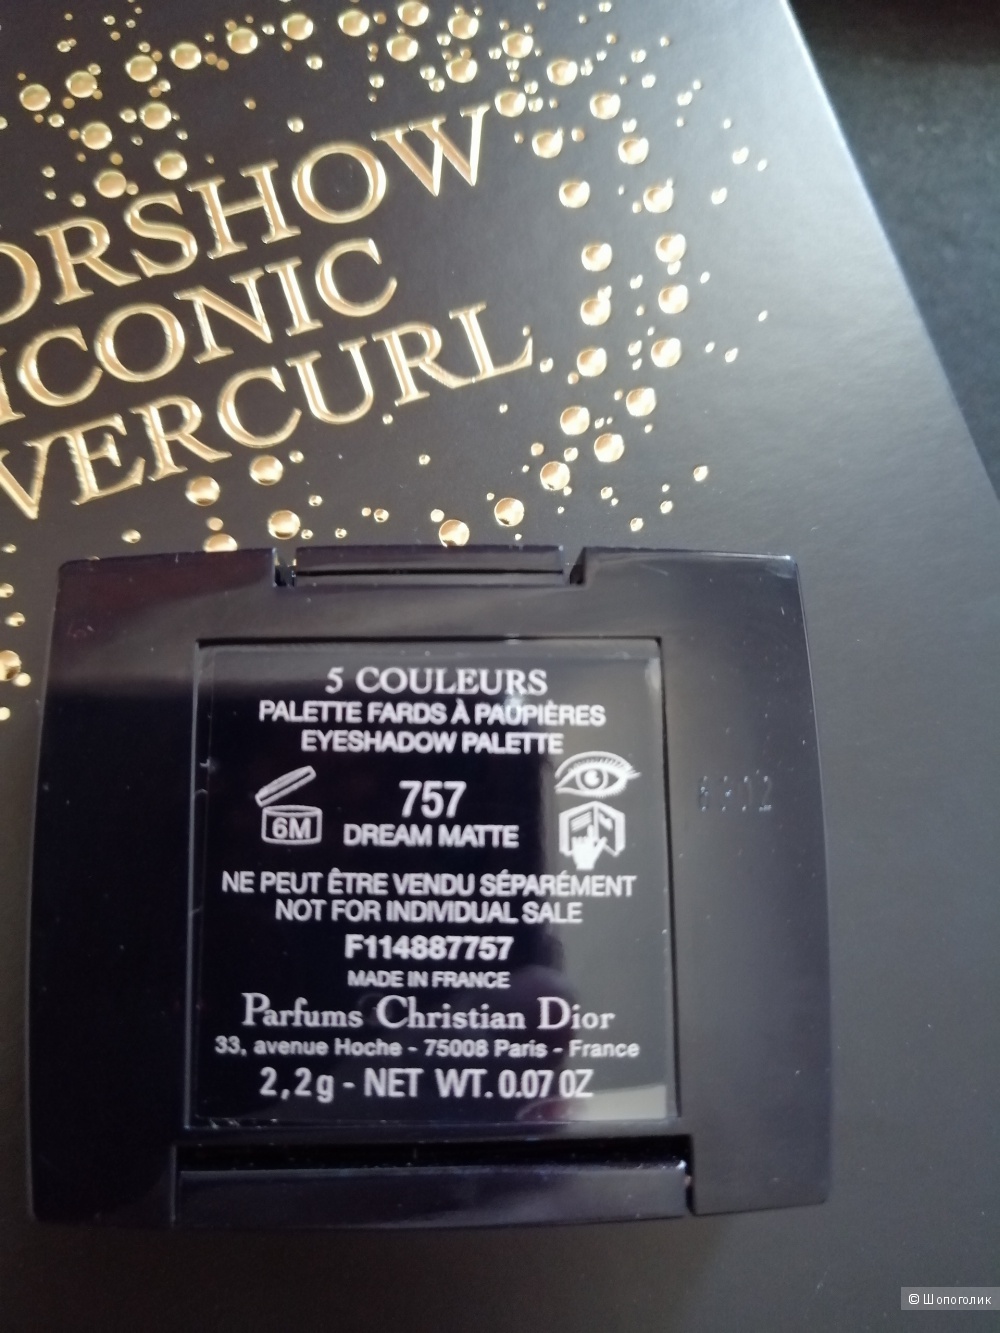 ORSHOW
ICONIC
VERCURL
5 COULEURS
PALETTE FARDS À PAUPIÈRES
EYESHADOW PALETTE
6M
757
DREAM MATTE
NE PEUT ÊTRE VENDU SÉPARÉMENT
NOT FOR INDIVIDUAL SALE
F114887757
MADE IN FRANCE
Parfums Christian Dior
33, avenue Hoche - 75008 Paris - France
2,2g - NET WT. 0.07 OZ
© Шопоголик